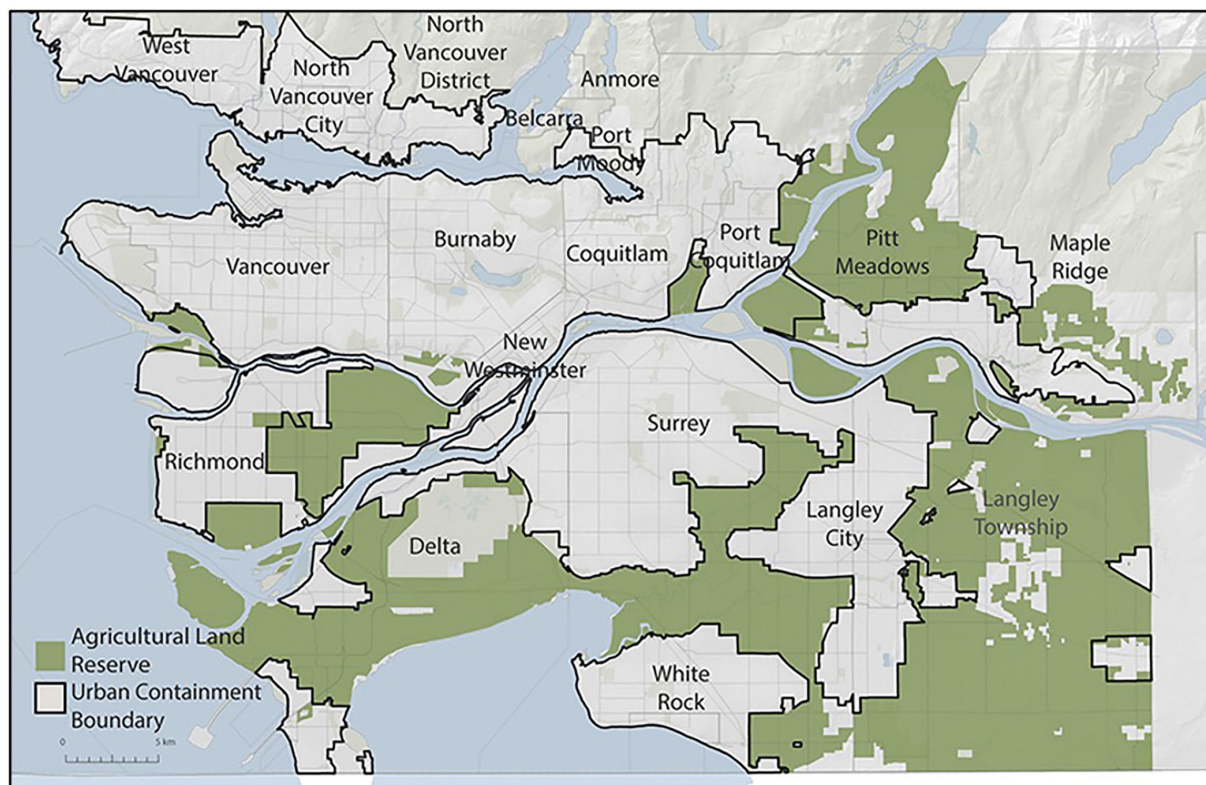 West
Vancouver
North
Vancouver
City
North
Vancouver
District
Anmore
Belcarra
Port
Moody
Vancouver
Burnaby
Coquitlam
Port
Coquitlam
Pitt
Meadows
Maple
Ridge
New
Westminster
Richmond
Surrey
Delta
Langley
City
Langley
Township
White
Rock
Agricultural Land
Reserve
Urban Containment
Boundary
0 5 km